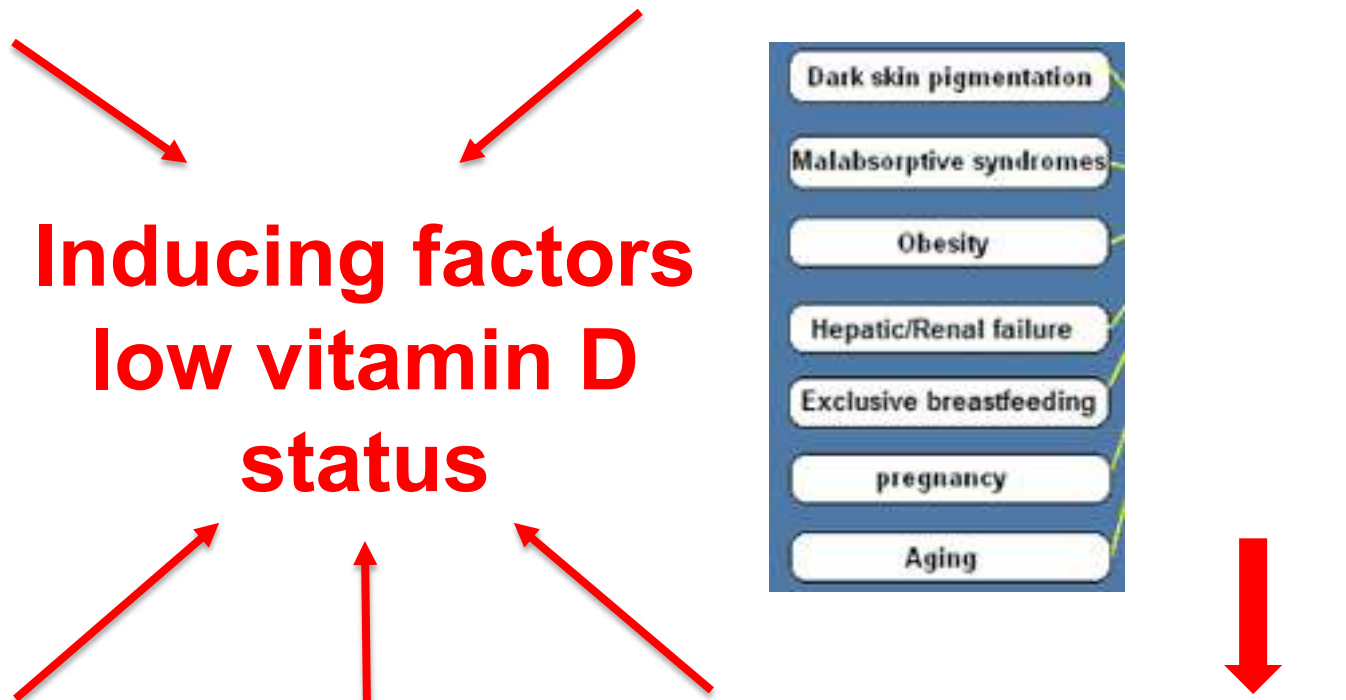 Inducing factors
low vitamin D
status
Dark skin pigmentation
Malabsorptive syndromes
Obesity
Hepatic/Renal failure
Exclusive breastfeeding
pregnancy
Aging